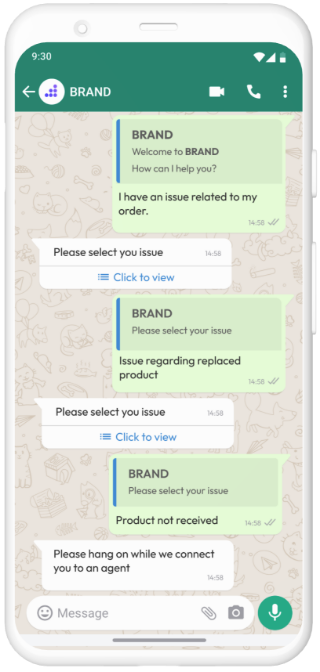 9:30
BRAND
BRAND
Welcome to BRAND
How can I help you?
I have an issue related to my
order.
14:58
Please select you issue 14:58
Click to view
BRAND
Please select your issue
Issue regarding replaced
product
14:58
Please select you issue 14:58
Click to view
BRAND
Please select your issue
Product not received 14:58
Please hang on while we connect
you to an agent
14:58
Message